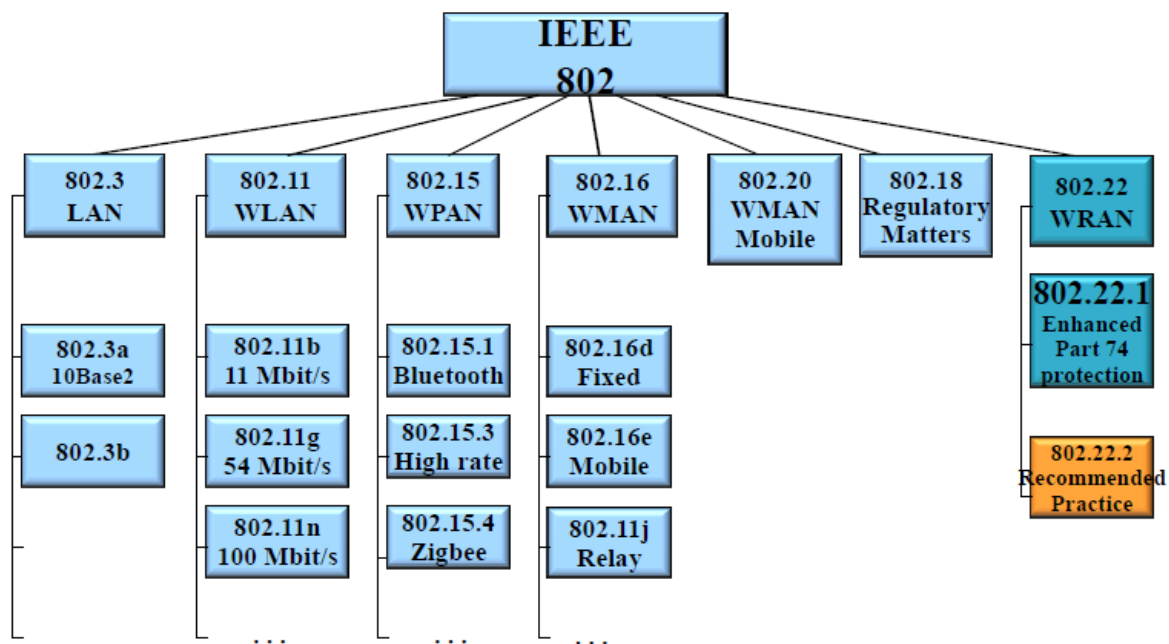 IEEE
802
802.3
LAN
802.11
WLAN
802.15
WPAN
802.16
WMAN
802.20
WMAN
Mobile
802.18
Regulatory
Matters
802.22
WRAN
802.3a
10Base2
802.3b
802.11b
11 Mbit/s
802.11g
54 Mbit/s
802.11n
100 Mbit/s
...
802.15.1
Bluetooth
802.15.3
High rate
802.15.4
Zigbee
...
802.16d
Fixed
802.16e
Mobile
802.11j
Relay
...
802.22.1
Enhanced
Part 74
protection
802.22.2
Recommended
Practice